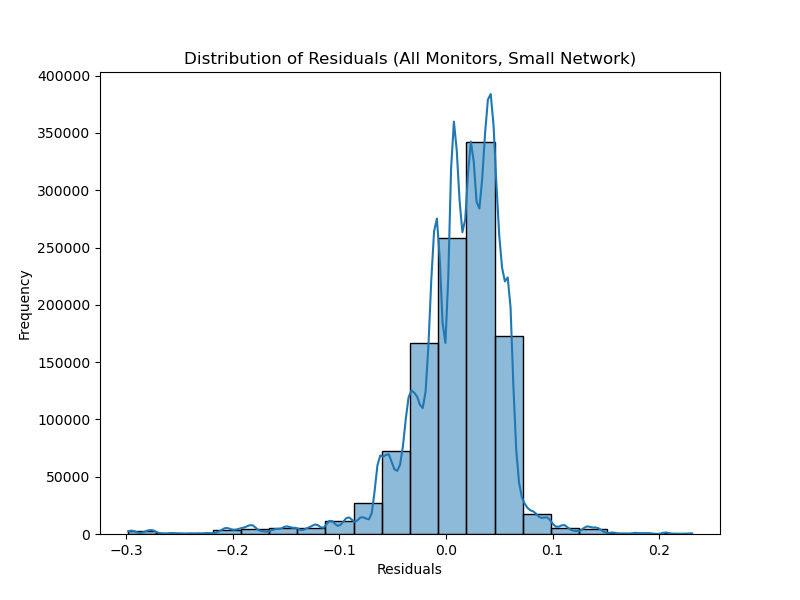 Distribution of Residuals (All Monitors, Small Network)
400000
350000
300000
250000
200000
150000
100000
50000
0
Frequency
−0.3 −0.2 −0.1 0.0 0.1 0.2
Residuals